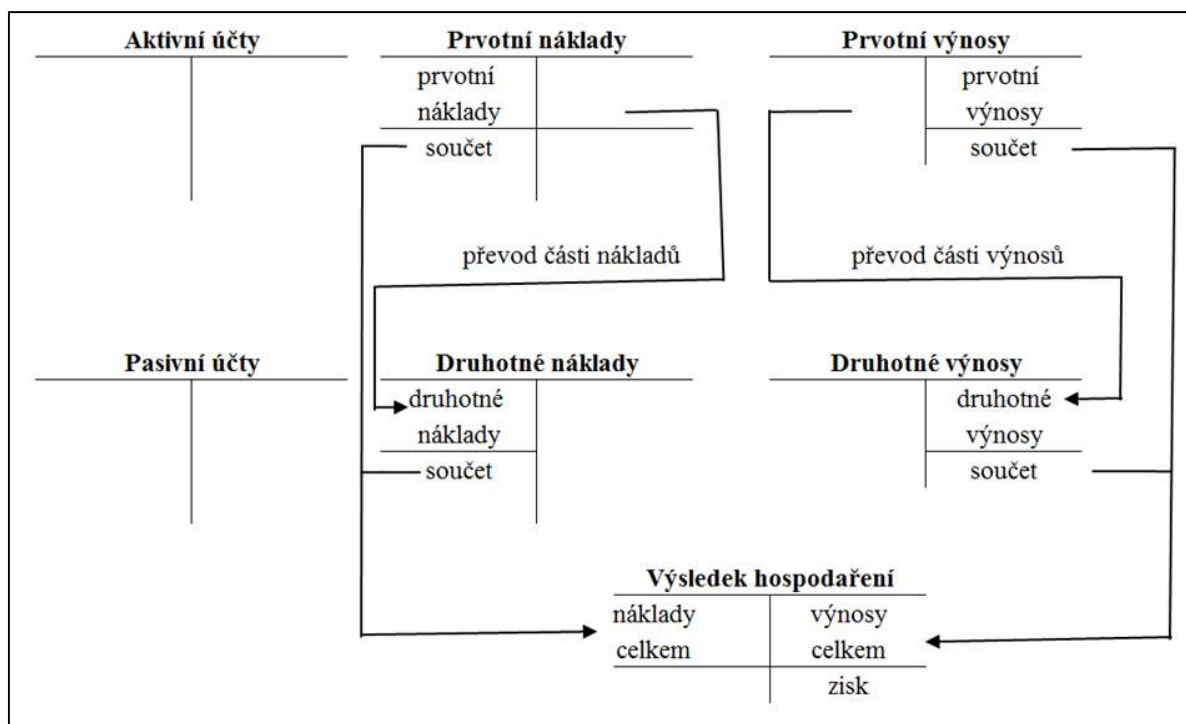 Aktivní účty
Prvotní náklady
Prvotní výnosy
prvotní
náklady
součet
prvotní
výnosy
součet
převod části nákladů
převod části výnosů
Pasivní účty
Druhotné náklady
Druhotné výnosy
druhotné
náklady
součet
druhotné
výnosy
součet
Výsledek hospodaření
náklady
celkem
výnosy
celkem
zisk